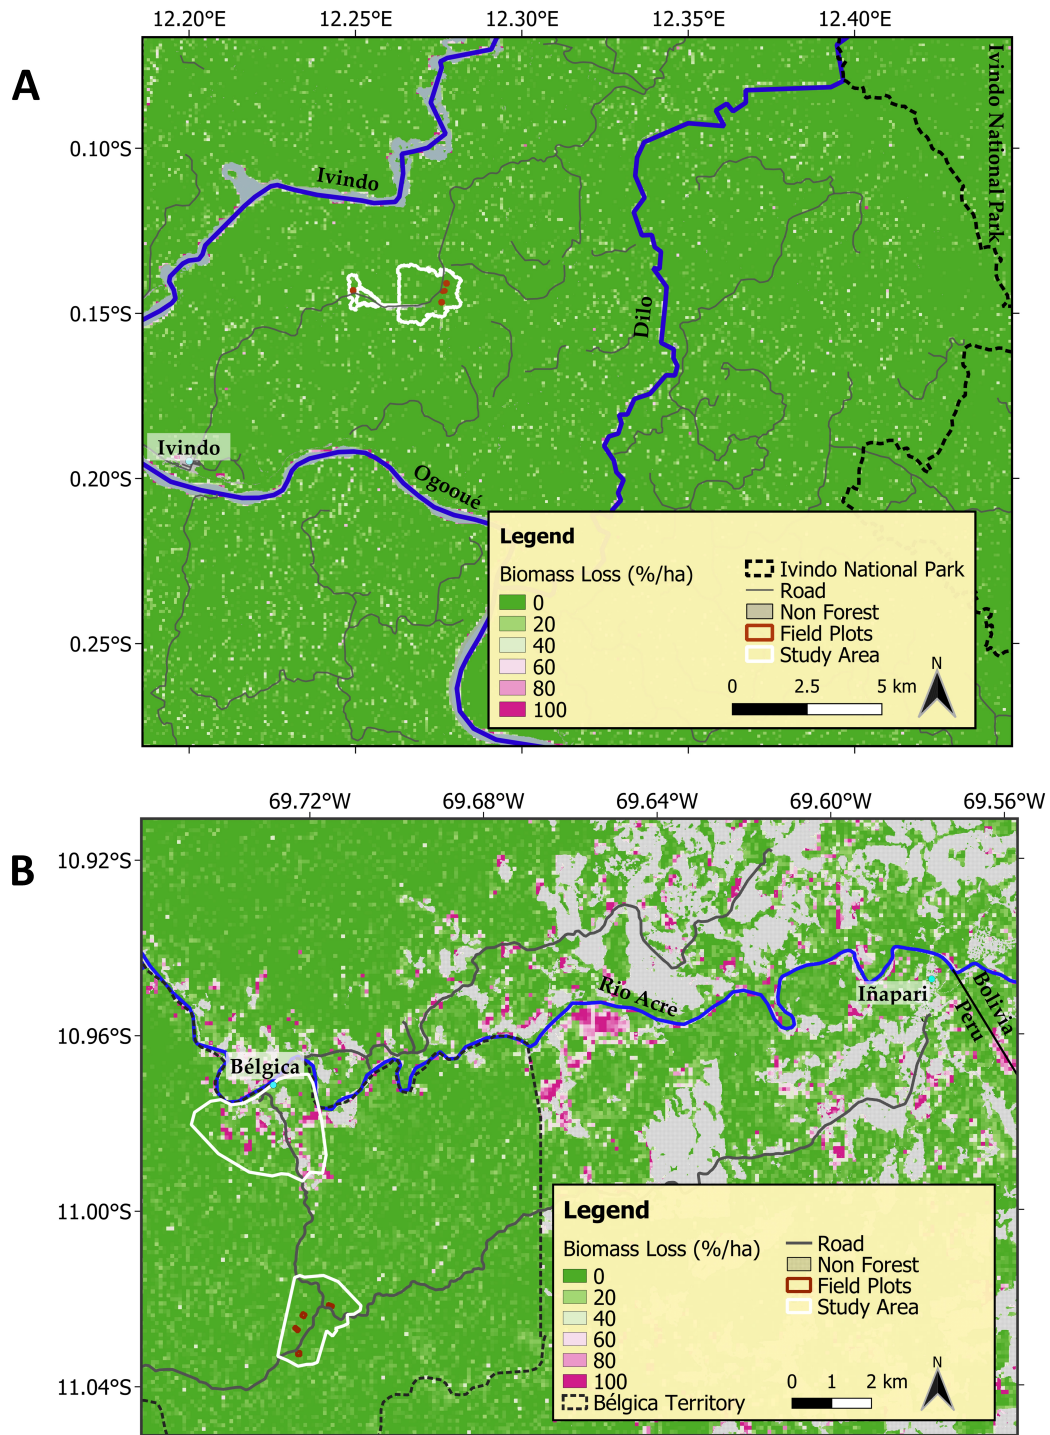 12.20°E 12.25°E 12.30°E 12.35°E 12.40°E
A
0.10°S
0.15°S
0.20°S
0.25°S
Ivindo National Park
Ivindo
Dilo
Ivindo
Ogooué
Legend
Biomass Loss (%/ha)
0
20
40
60
80
100
Ivindo National Park
Road
Non Forest
Field Plots
Study Area
0 2.5 5 km
N
69.72°W 69.68°W 69.64°W 69.60°W 69.56°W
B
10.92°S
10.96°S
11.00°S
11.04°S
Rio Acre
Iñapari
Bolivia
Peru
Bélgica
Legend
Biomass Loss (%/ha)
0
20
40
60
80
100
Bélgica Territory
Road
Non Forest
Field Plots
Study Area
0 1 2 km
N